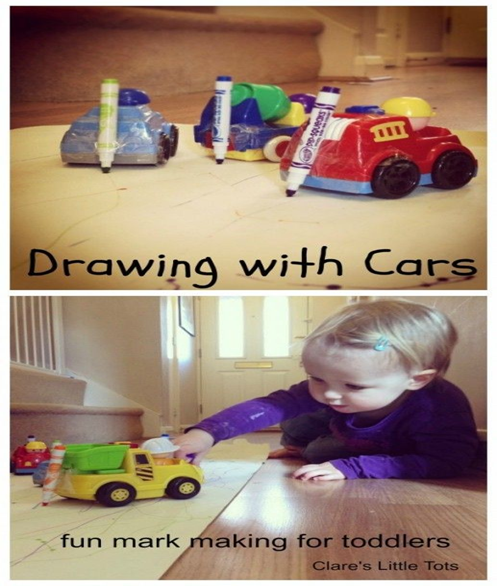 Drawing with Cars
fun mark making for toddlers
Clare's Little Tots